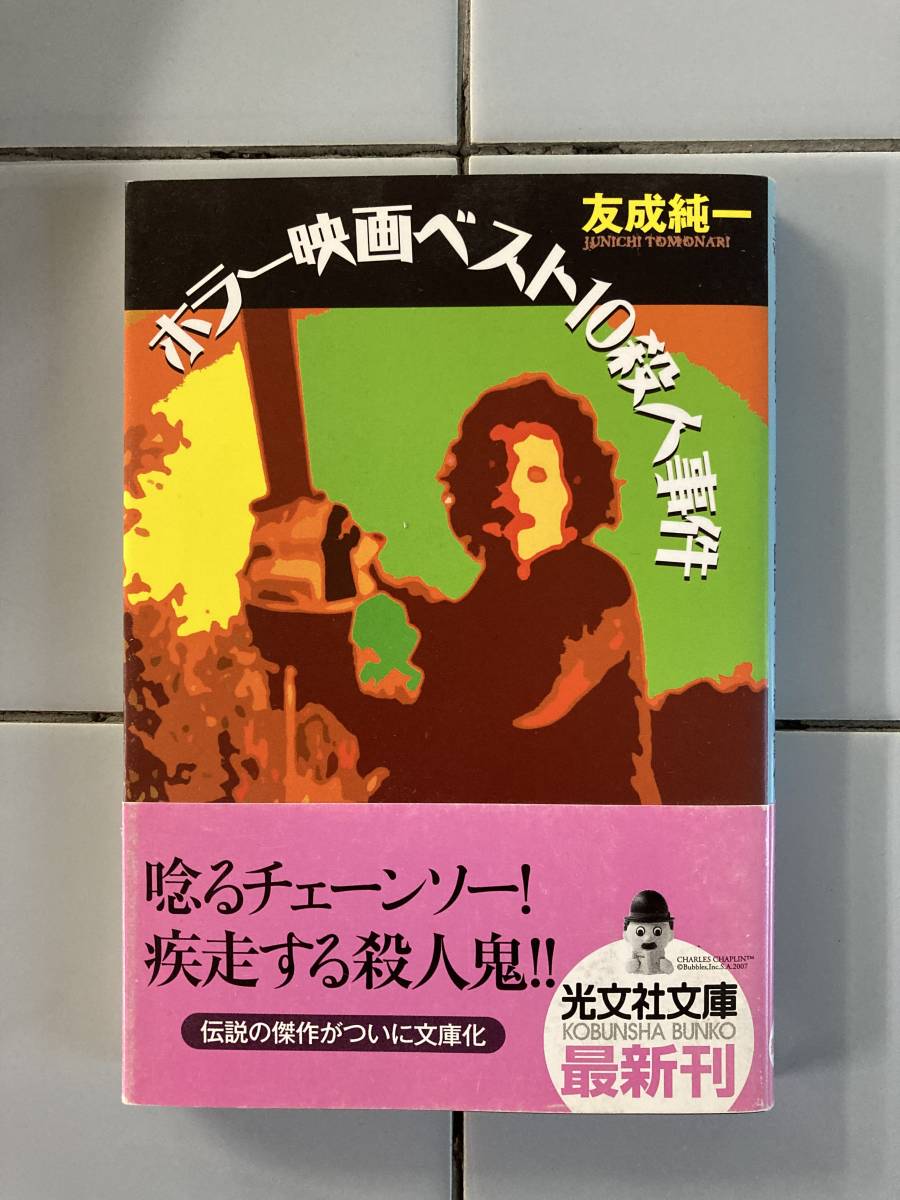 友成純一
JUNICHI TOMONARI
ホラー映画ベスト10殺人事件
唸るチェーンソー!
疾走する殺人鬼!!
伝説の傑作がついに文庫化
CHARLES CHAPLIN™
©Bubbles,Inc.S.A.2007
光文社文庫
KOBUNSHA BUNKO
最新刊